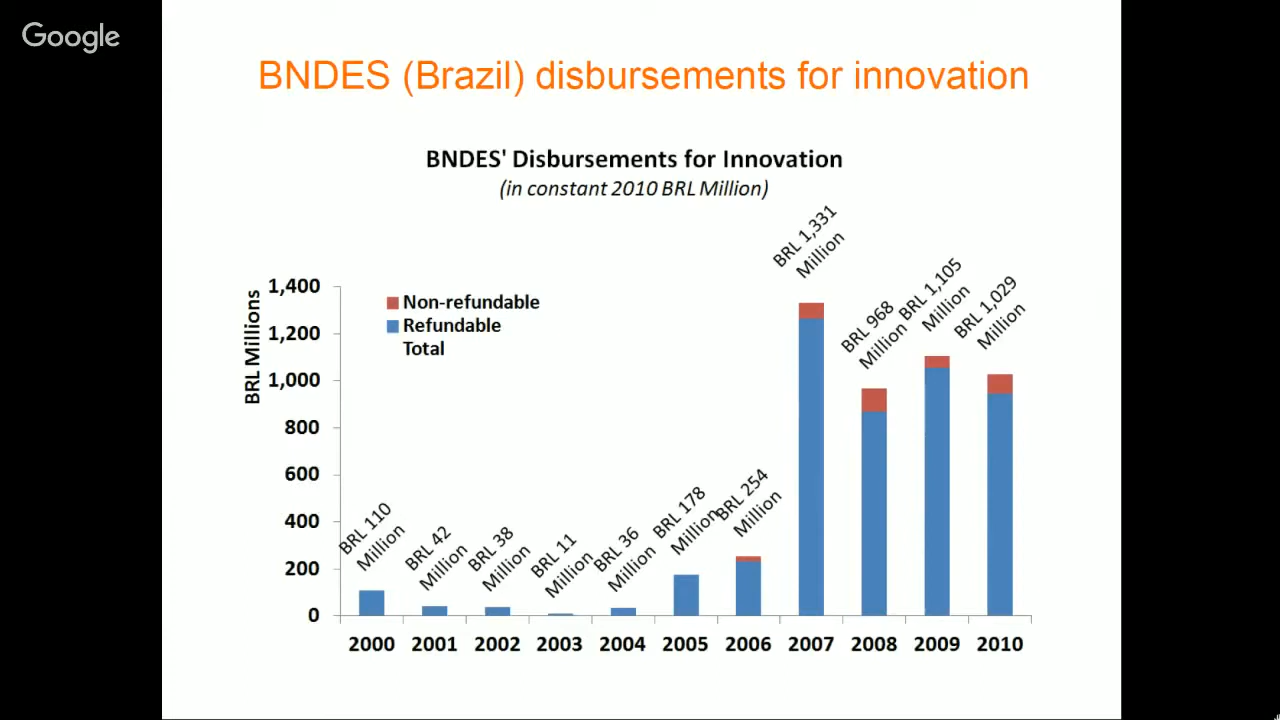 Google
BNDES (Brazil) disbursements for innovation
BNDES' Disbursements for Innovation
(in constant 2010 BRL Million)
BRL Millions
1,400
1,200
1,000
800
600
400
200
0
Non-refundable
Refundable
Total
BRL 110
Million
BRL 42
Million
BRL 38
Million
BRL 11
Million
BRL 36
Million
BRL 178
Million
BRL 254
Million
BRL 1,331
Million
BRL 968
Million
BRL 1,105
Million
BRL 1,029
Million
2000 2001 2002 2003 2004 2005 2006 2007 2008 2009 2010